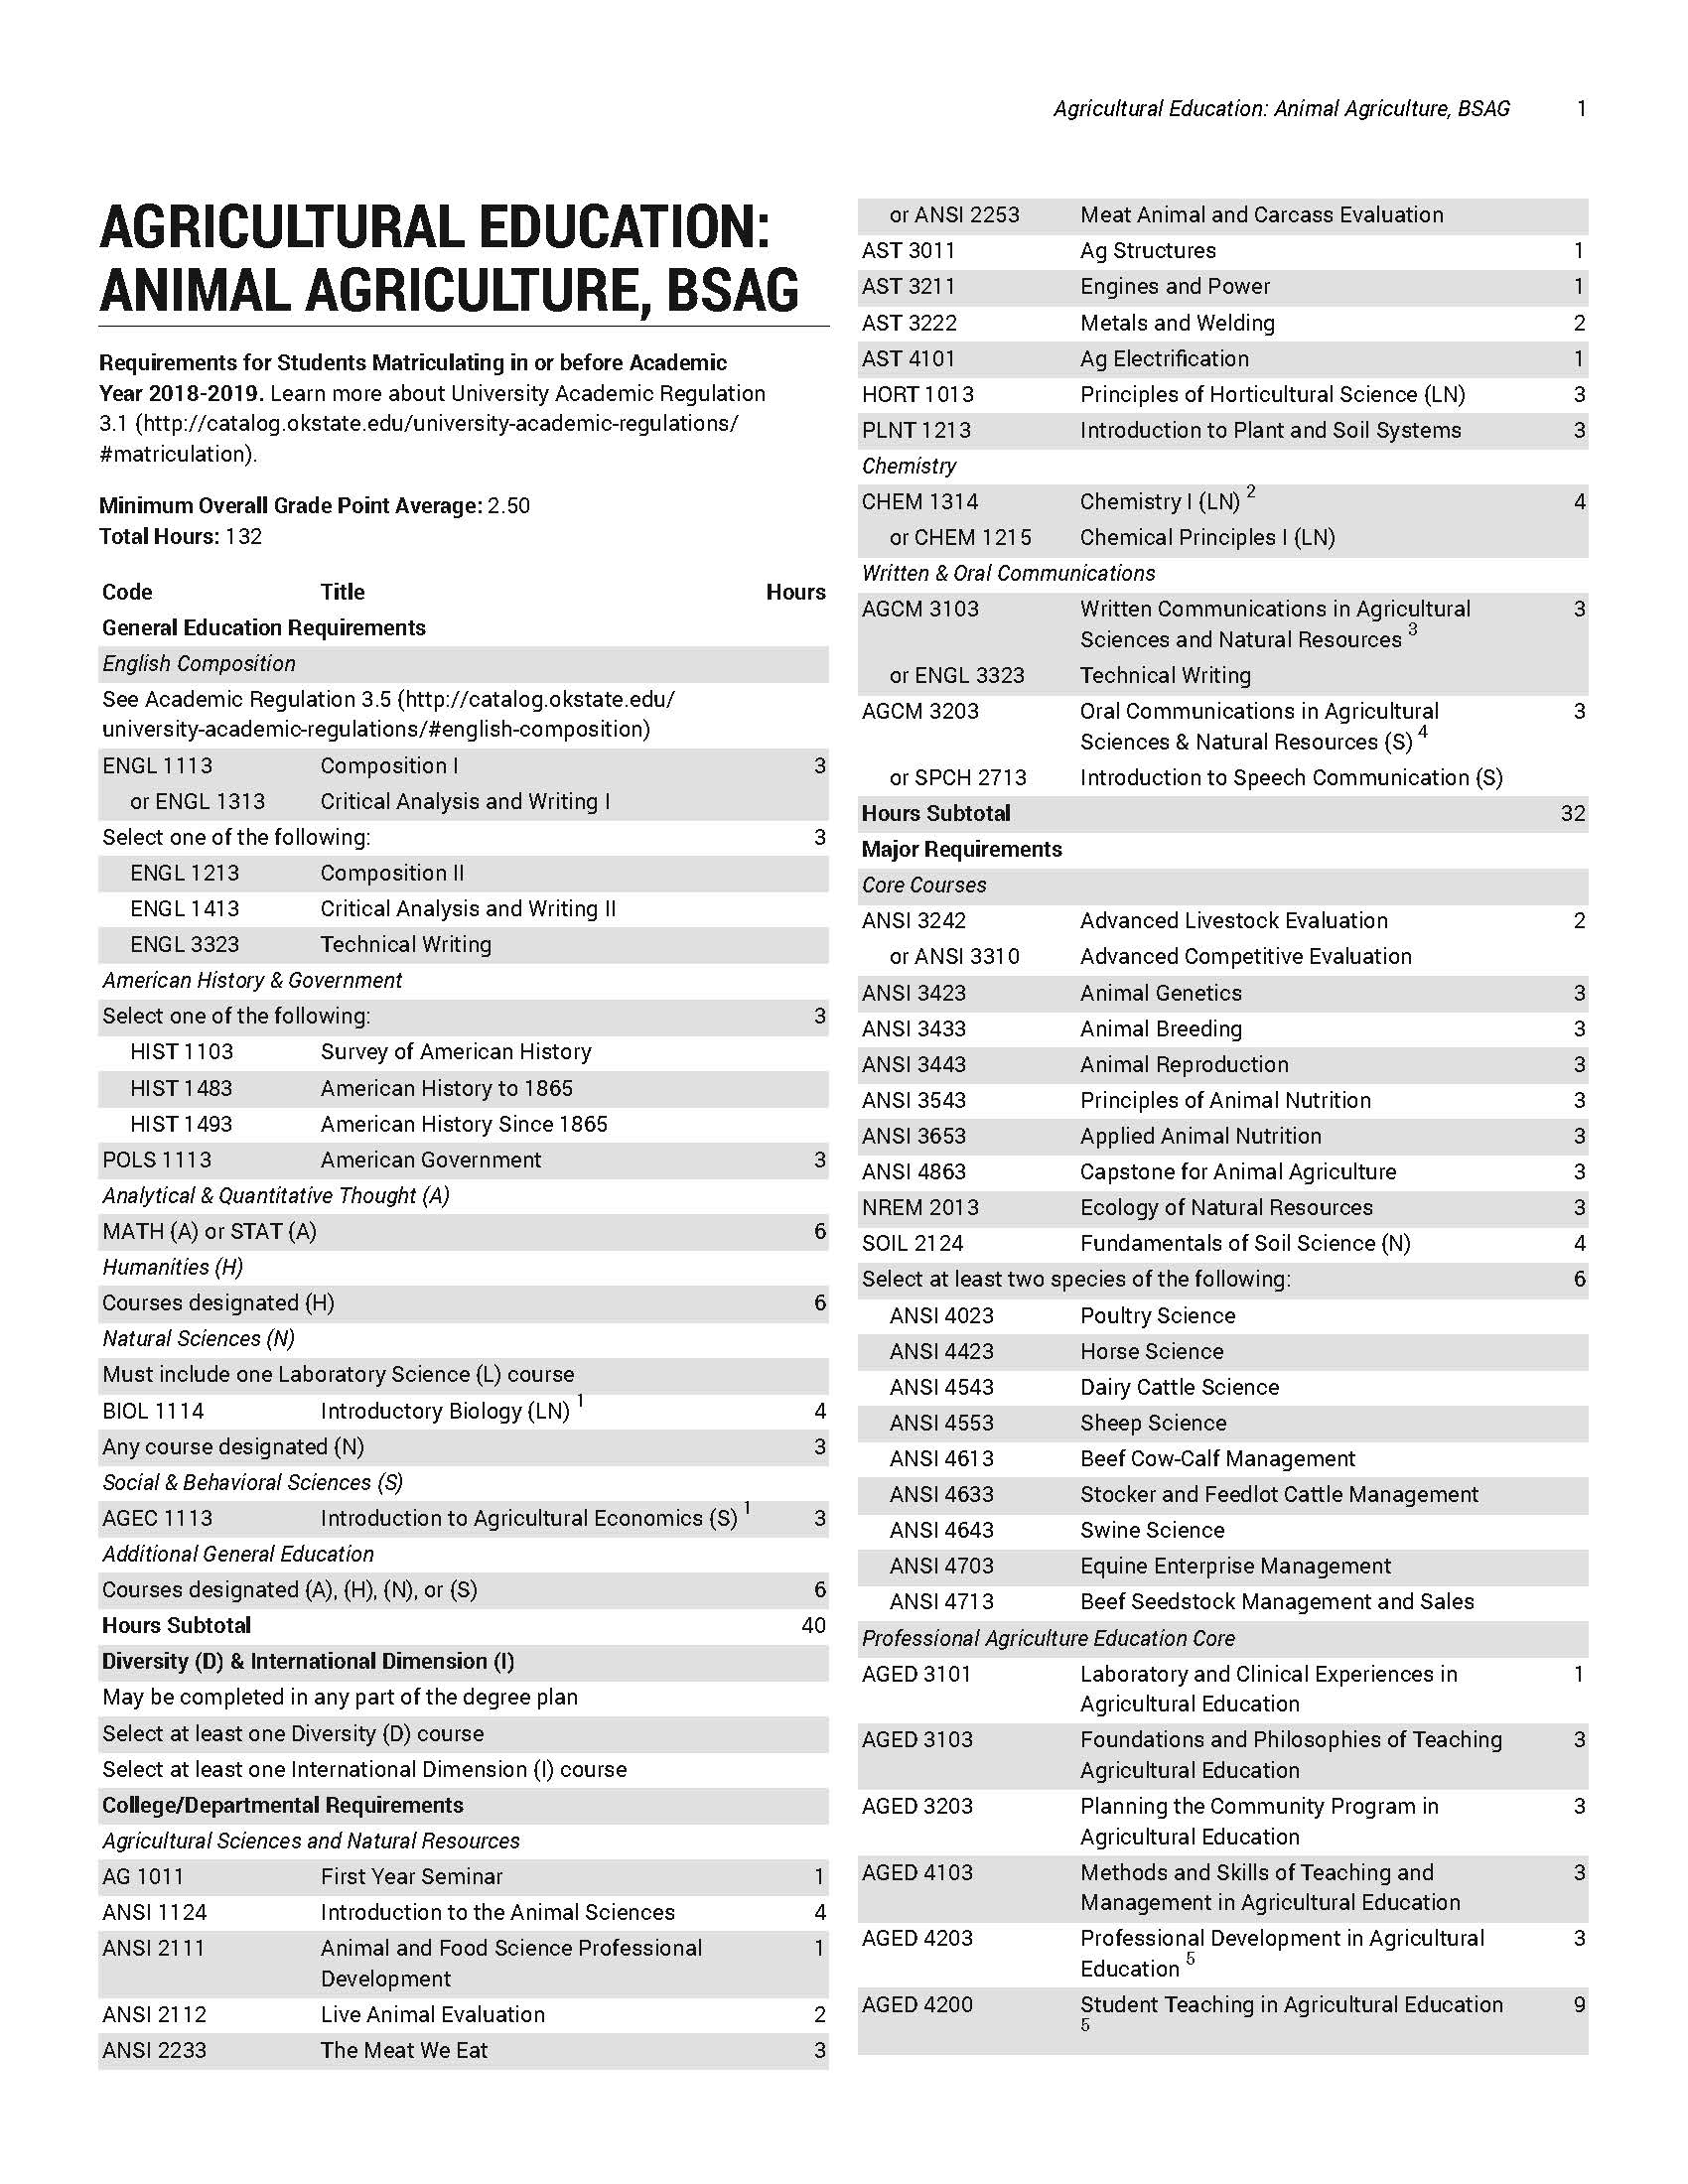 Agricultural Education: Animal Agriculture, BSAG 1
AGRICULTURAL EDUCATION:
ANIMAL AGRICULTURE, BSAG
Requirements for Students Matriculating in or before Academic
Year 2018-2019. Learn more about University Academic Regulation
3.1 (http://catalog.okstate.edu/university-academic-regulations/
#matriculation).
Minimum Overall Grade Point Average: 2.50
Total Hours: 132
Code Title Hours
General Education Requirements
English Composition
See Academic Regulation 3.5 (http://catalog.okstate.edu/
university-academic-regulations/#english-composition)
ENGL 1113 Composition I 3
or ENGL 1313 Critical Analysis and Writing I
Select one of the following: 3
ENGL 1213 Composition II
ENGL 1413 Critical Analysis and Writing II
ENGL 3323 Technical Writing
American History & Government
Select one of the following: 3
HIST 1103 Survey of American History
HIST 1483 American History to 1865
HIST 1493 American History Since 1865
POLS 1113 American Government 3
Analytical & Quantitative Thought (A)
MATH (A) or STAT (A) 6
Humanities (H)
Courses designated (H) 6
Natural Sciences (N)
Must include one Laboratory Science (L) course
BIOL 1114 Introductory Biology (LN) 1 4
Any course designated (N) 3
Social & Behavioral Sciences (S)
AGEC 1113 Introduction to Agricultural Economics (S) 1 3
Additional General Education
Courses designated (A), (H), (N), or (S) 6
Hours Subtotal 40
Diversity (D) & International Dimension (I)
May be completed in any part of the degree plan
Select at least one Diversity (D) course
Select at least one International Dimension (I) course
College/Departmental Requirements
Agricultural Sciences and Natural Resources
AG 1011 First Year Seminar 1
ANSI 1124 Introduction to the Animal Sciences 4
ANSI 2111 Animal and Food Science Professional 1
Development
ANSI 2112 Live Animal Evaluation 2
ANSI 2233 The Meat We Eat 3
or ANSI 2253 Meat Animal and Carcass Evaluation
AST 3011 Ag Structures 1
AST 3211 Engines and Power 1
AST 3222 Metals and Welding 2
AST 4101 Ag Electrification 1
HORT 1013 Principles of Horticultural Science (LN) 3
PLNT 1213 Introduction to Plant and Soil Systems 3
Chemistry
CHEM 1314 Chemistry I (LN) 2 4
or CHEM 1215 Chemical Principles I (LN)
Written & Oral Communications
AGCM 3103 Written Communications in Agricultural 3
Sciences and Natural Resources 3
or ENGL 3323 Technical Writing
AGCM 3203 Oral Communications in Agricultural 3
Sciences & Natural Resources (S) 4
or SPCH 2713 Introduction to Speech Communication (S)
Hours Subtotal 32
Major Requirements
Core Courses
ANSI 3242 Advanced Livestock Evaluation 2
or ANSI 3310 Advanced Competitive Evaluation
ANSI 3423 Animal Genetics 3
ANSI 3433 Animal Breeding 3
ANSI 3443 Animal Reproduction 3
ANSI 3543 Principles of Animal Nutrition 3
ANSI 3653 Applied Animal Nutrition 3
ANSI 4863 Capstone for Animal Agriculture 3
NREM 2013 Ecology of Natural Resources 3
SOIL 2124 Fundamentals of Soil Science (N) 4
Select at least two species of the following: 6
ANSI 4023 Poultry Science
ANSI 4423 Horse Science
ANSI 4543 Dairy Cattle Science
ANSI 4553 Sheep Science
ANSI 4613 Beef Cow-Calf Management
ANSI 4633 Stocker and Feedlot Cattle Management
ANSI 4643 Swine Science
ANSI 4703 Equine Enterprise Management
ANSI 4713 Beef Seedstock Management and Sales
Professional Agriculture Education Core
AGED 3101 Laboratory and Clinical Experiences in 1
Agricultural Education
AGED 3103 Foundations and Philosophies of Teaching 3
Agricultural Education
AGED 3203 Planning the Community Program in 3
Agricultural Education
AGED 4103 Methods and Skills of Teaching and 3
Management in Agricultural Education
AGED 4203 Professional Development in Agricultural 3
Education 5
AGED 4200 Student Teaching in Agricultural Education 9
5